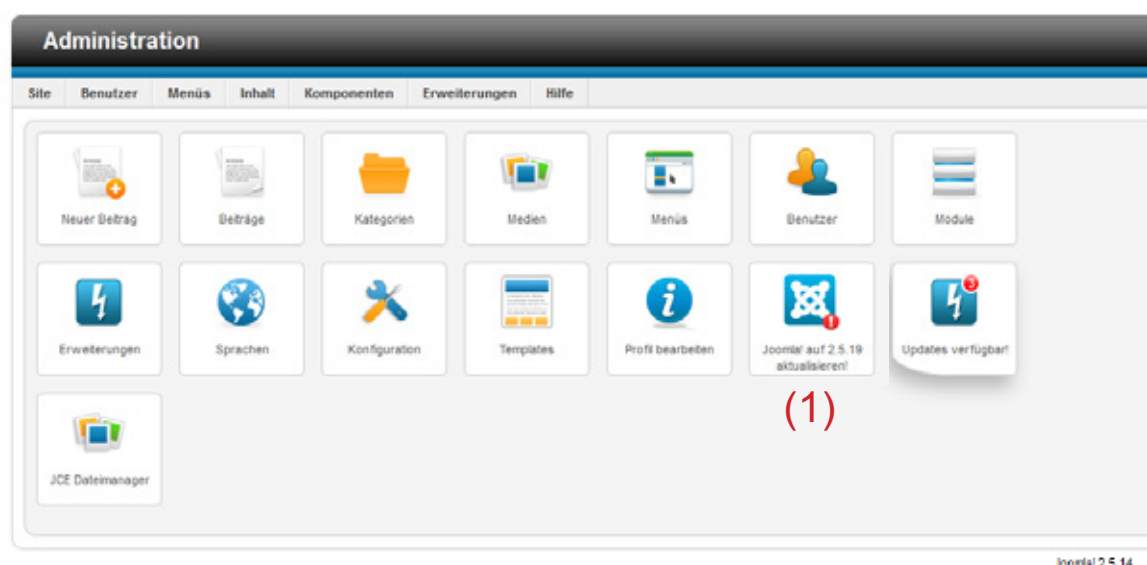 Administration
Site Benutzer Menüs Inhalt Komponenten Erweiterungen Hilfe
Neuer Beitrag
Beiträge
Kategorien
Medien
Menüs
Benutzer
Module
Erweiterungen
Sprachen
Konfiguration
Templates
Profil bearbeiten
Joomla! auf 2.5.19
aktualisieren!
3
Updates verfügbar!
(1)
JCE Dateimanager
Joomla! 2.5.14